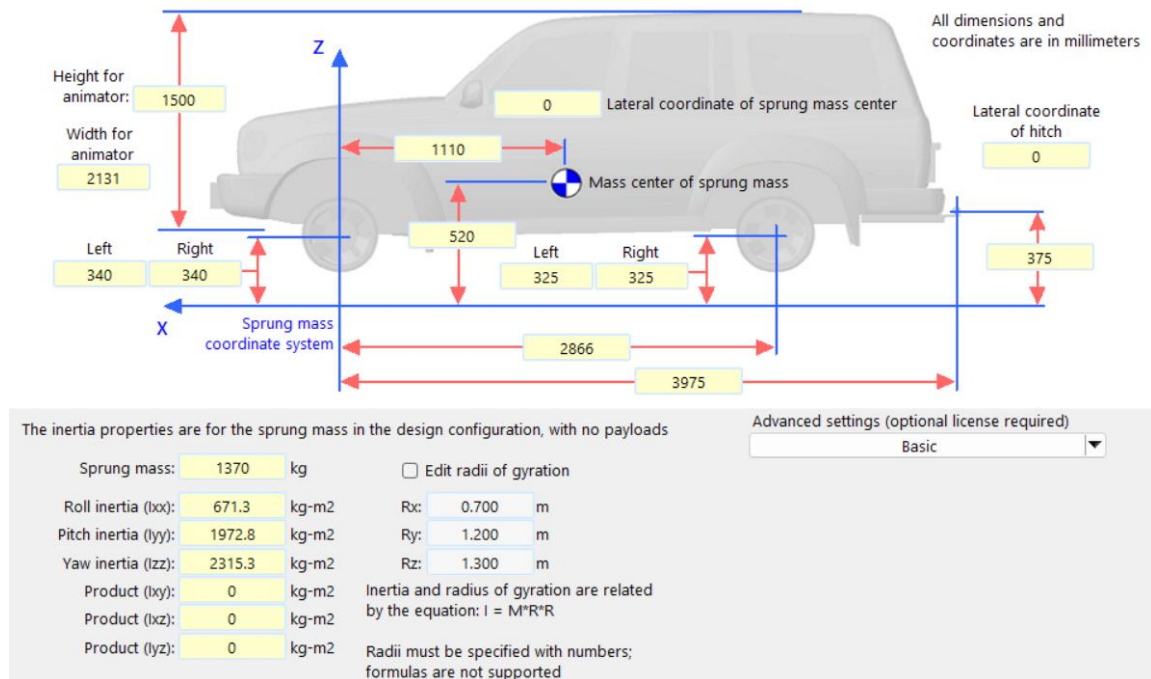 All dimensions and
coordinates are in millimeters
Z
Height for
animator: 1500
0 Lateral coordinate of sprung mass center
Lateral coordinate
of hitch
0
Width for
animator
2131
1110
Mass center of sprung mass
520
Left Right
340 340
Left Right
325 325
375
X
Sprung mass
coordinate system
2866
3975
The inertia properties are for the sprung mass in the design configuration, with no payloads
Advanced settings (optional license required)
Basic
Sprung mass: 1370 kg
Edit radii of gyration
Roll inertia (Ixx): 671.3 kg-m2
Rx: 0.700 m
Pitch inertia (Iyy): 1972.8 kg-m2
Ry: 1.200 m
Yaw inertia (Izz): 2315.3 kg-m2
Rz: 1.300 m
Product (Ixy): 0 kg-m2
Product (Ixz): 0 kg-m2
Product (Iyz): 0 kg-m2
Inertia and radius of gyration are related
by the equation: I = M*R*R
Radii must be specified with numbers;
formulas are not supported